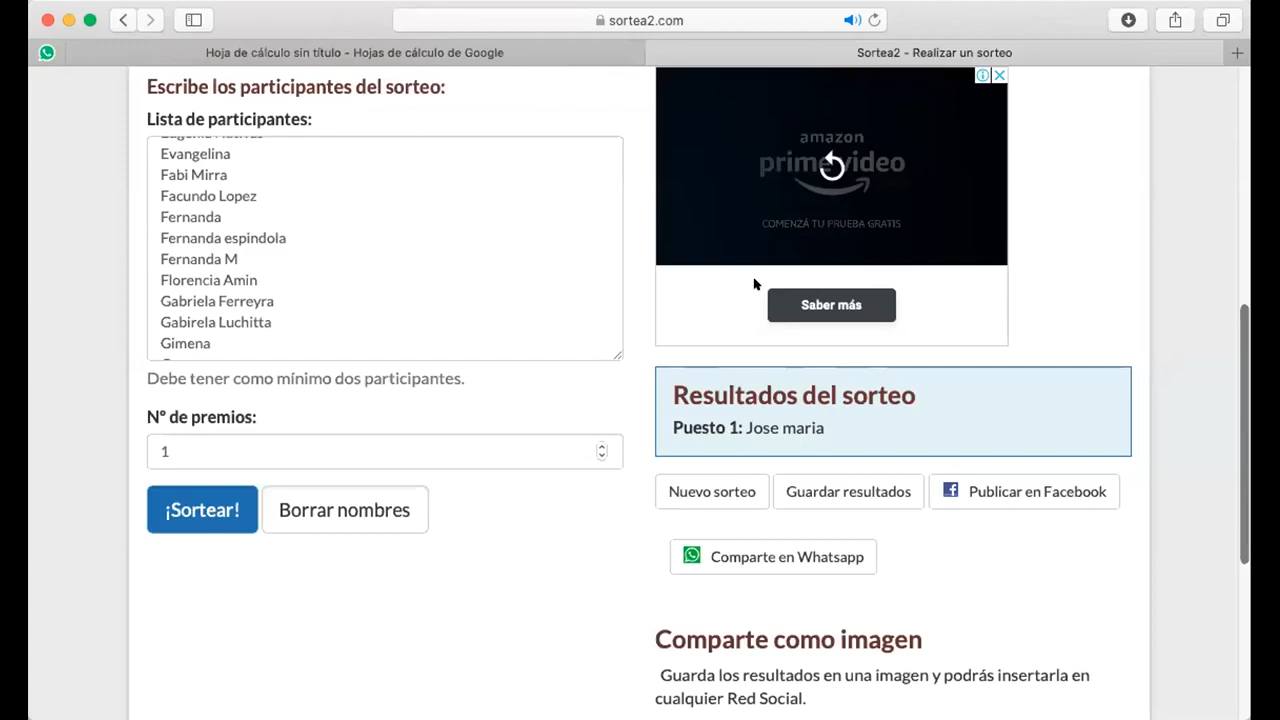 sortea2.com
Hoja de cálculo sin título - Hojas de cálculo de Google
Sortea2 - Realizar un sorteo
Escribe los participantes del sorteo:
Lista de participantes:
Evangelina
Fabi Mirra
Facundo Lopez
Fernanda
Fernanda espíndola
Fernanda M
Florencia Amin
Gabriela Ferreyra
Gabirela Luchitta
Gimena
Debe tener como mínimo dos participantes.
Nº de premios:
1
¡Sortear!
Borrar nombres
amazon
prime video
COMENZÁ TU PRUEBA GRATIS
Saber más
Resultados del sorteo
Puesto 1: Jose maria
Nuevo sorteo
Guardar resultados
Publicar en Facebook
Comparte en Whatsapp
Comparte como imagen
Guarda los resultados en una imagen y podrás insertarla en
cualquier Red Social.